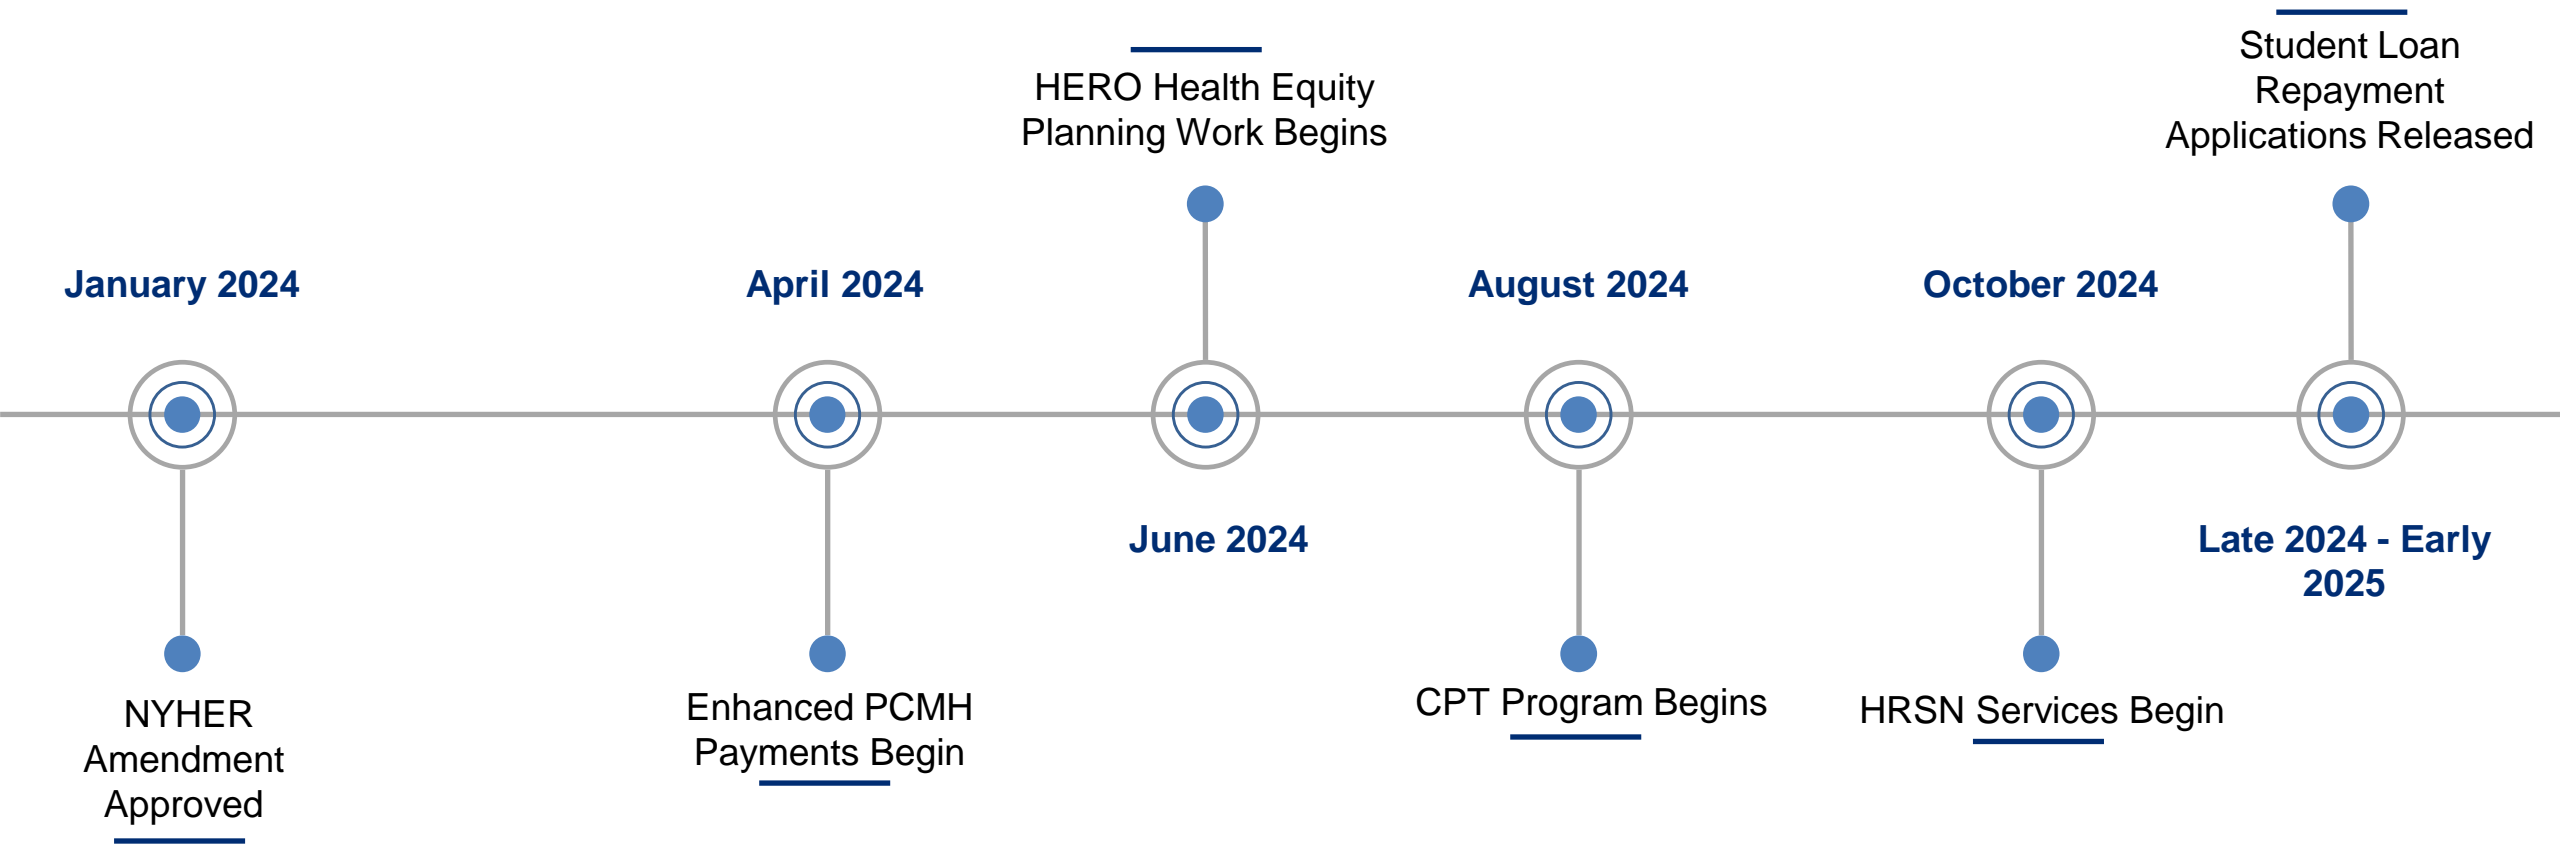 January 2024
NYHER
Amendment
Approved
April 2024
Enhanced PCMH
Payments Begin
HERO Health Equity
Planning Work Begins
June 2024
August 2024
CPT Program Begins
October 2024
HRSN Services Begin
Student Loan
Repayment
Applications Released
Late 2024 - Early
2025